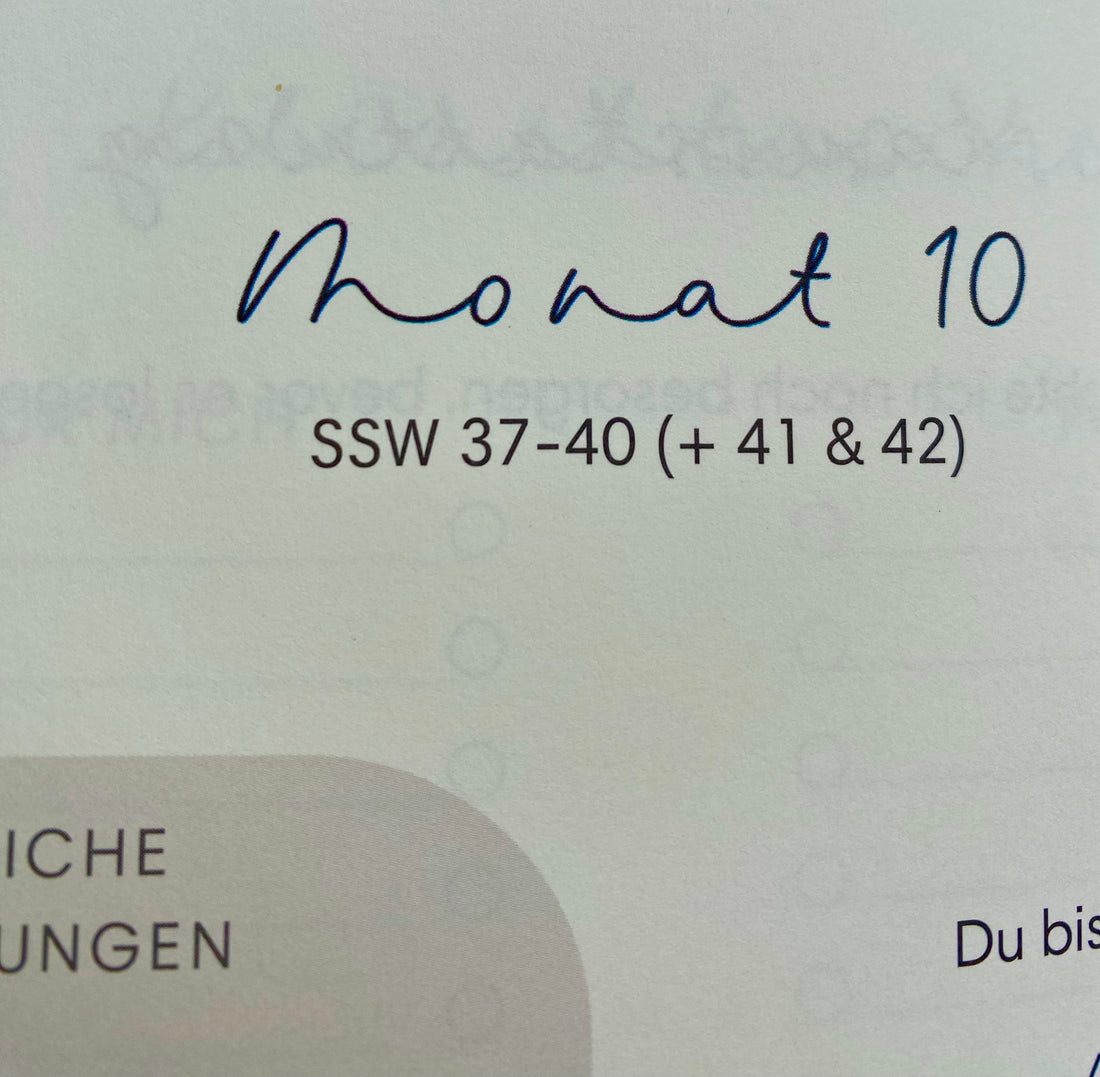 Monat 10
SSW 37-40 (+ 41 & 42)
ICHE
UNGEN
Du bis